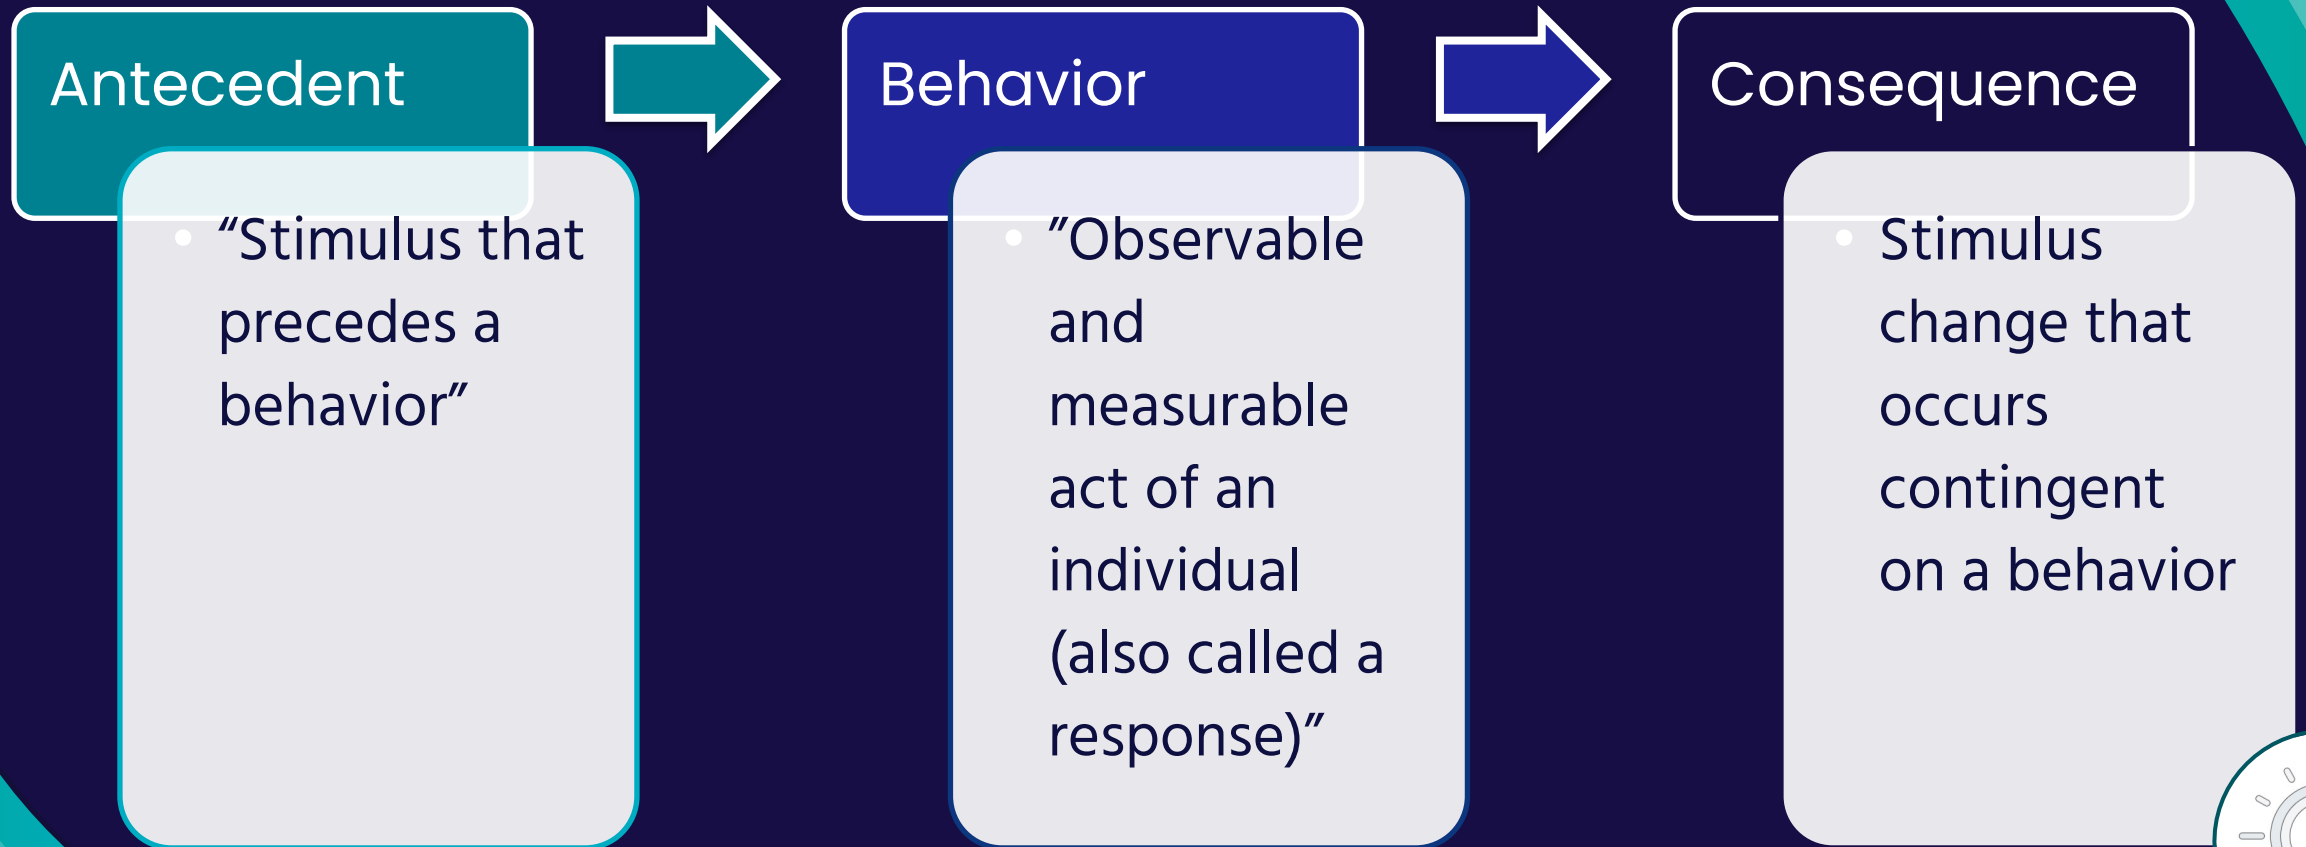 Antecedent
• “Stimulus that
precedes a
behavior”
Behavior
• ”Observable
and
measurable
act of an
individual
(also called a
response)”
Consequence
• Stimulus
change that
occurs
contingent
on a behavior